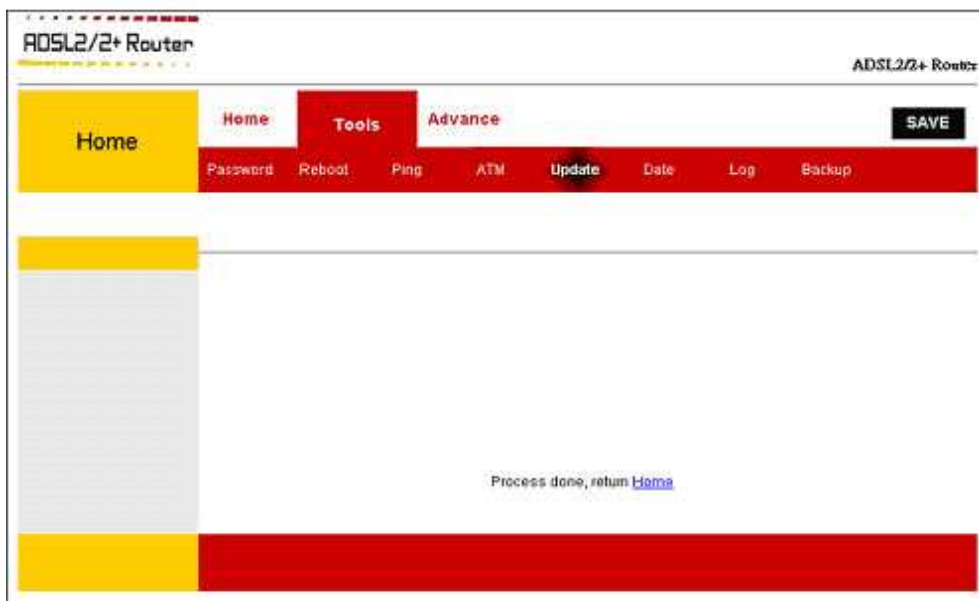 ADSL2/2+ Router
ADSL2/2+ Router
Home
Home Tools Advance
SAVE
Password Reboot Ping ATM Update Date Log Backup
Process done, return Home